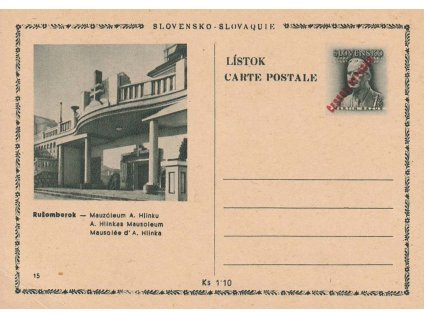 SLOVENSKO - SLOVAQUIE
LÍSTOK
CARTE POSTALE
SLOVENSKO
Ružomberok — Mauzóleum A. Hlinku
A. Hlinkas Mausoleum
Mausolée d' A. Hlinka
15
Ks 1'10